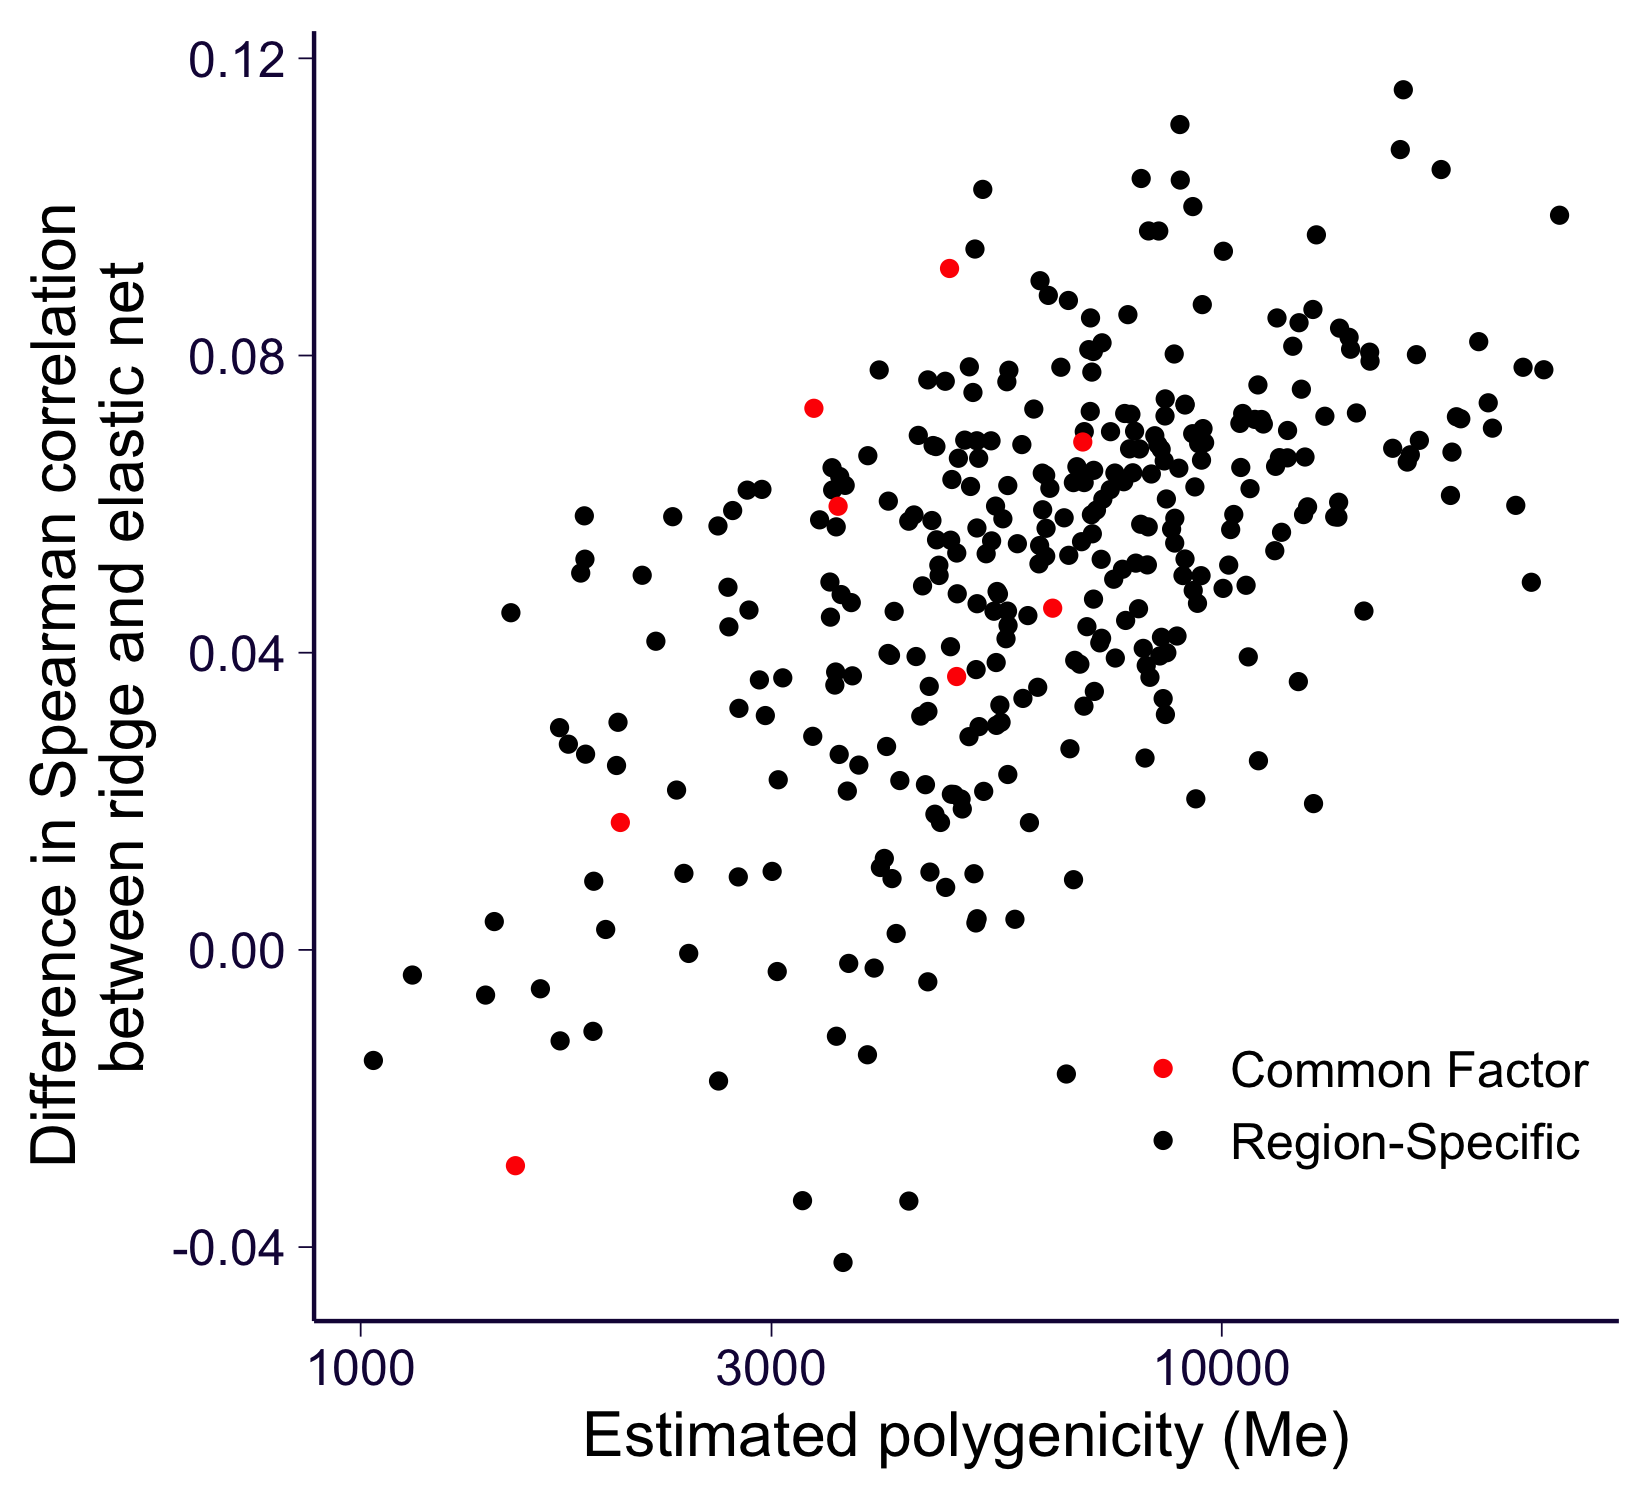 Difference in Spearman correlation
between ridge and elastic net
0.12
0.08
0.04
0.00
-0.04
Common Factor
Region-Specific
1000
3000
10000
Estimated polygenicity (Me)